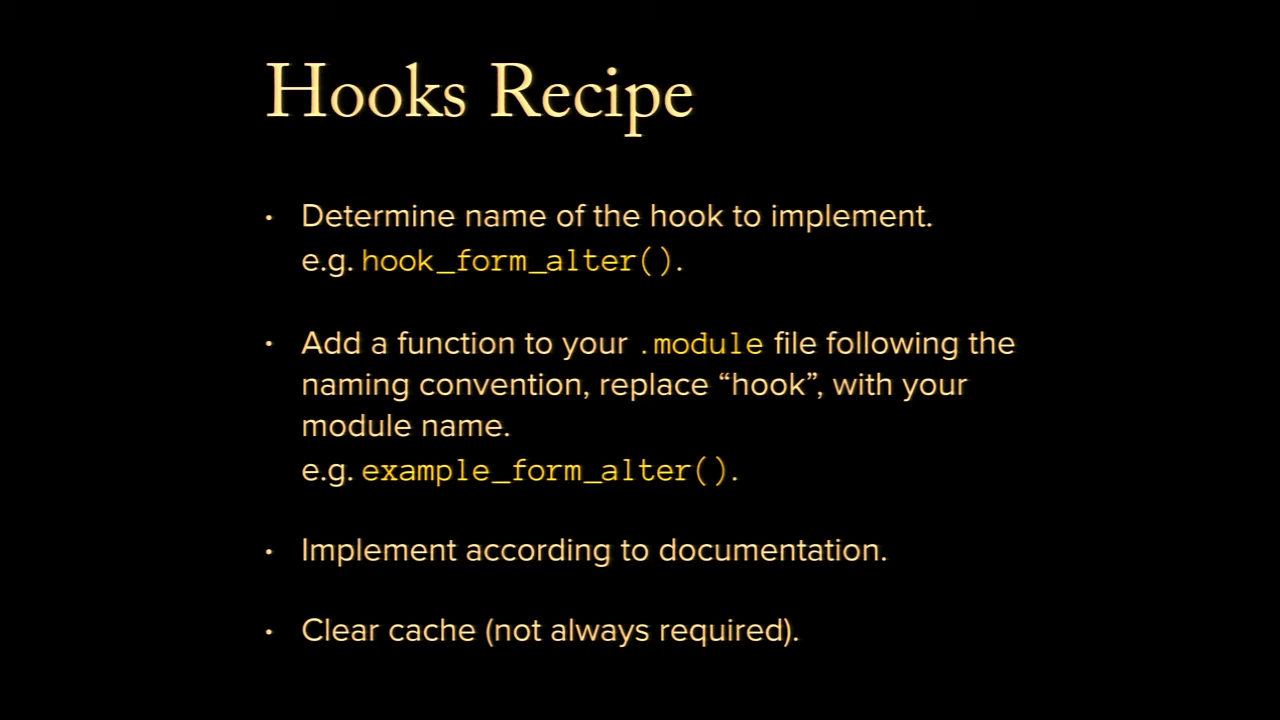 Hooks Recipe
• Determine name of the hook to implement.
e.g. hook_form_alter().
• Add a function to your .module file following the
naming convention, replace “hook”, with your
module name.
e.g. example_form_alter().
• Implement according to documentation.
• Clear cache (not always required).